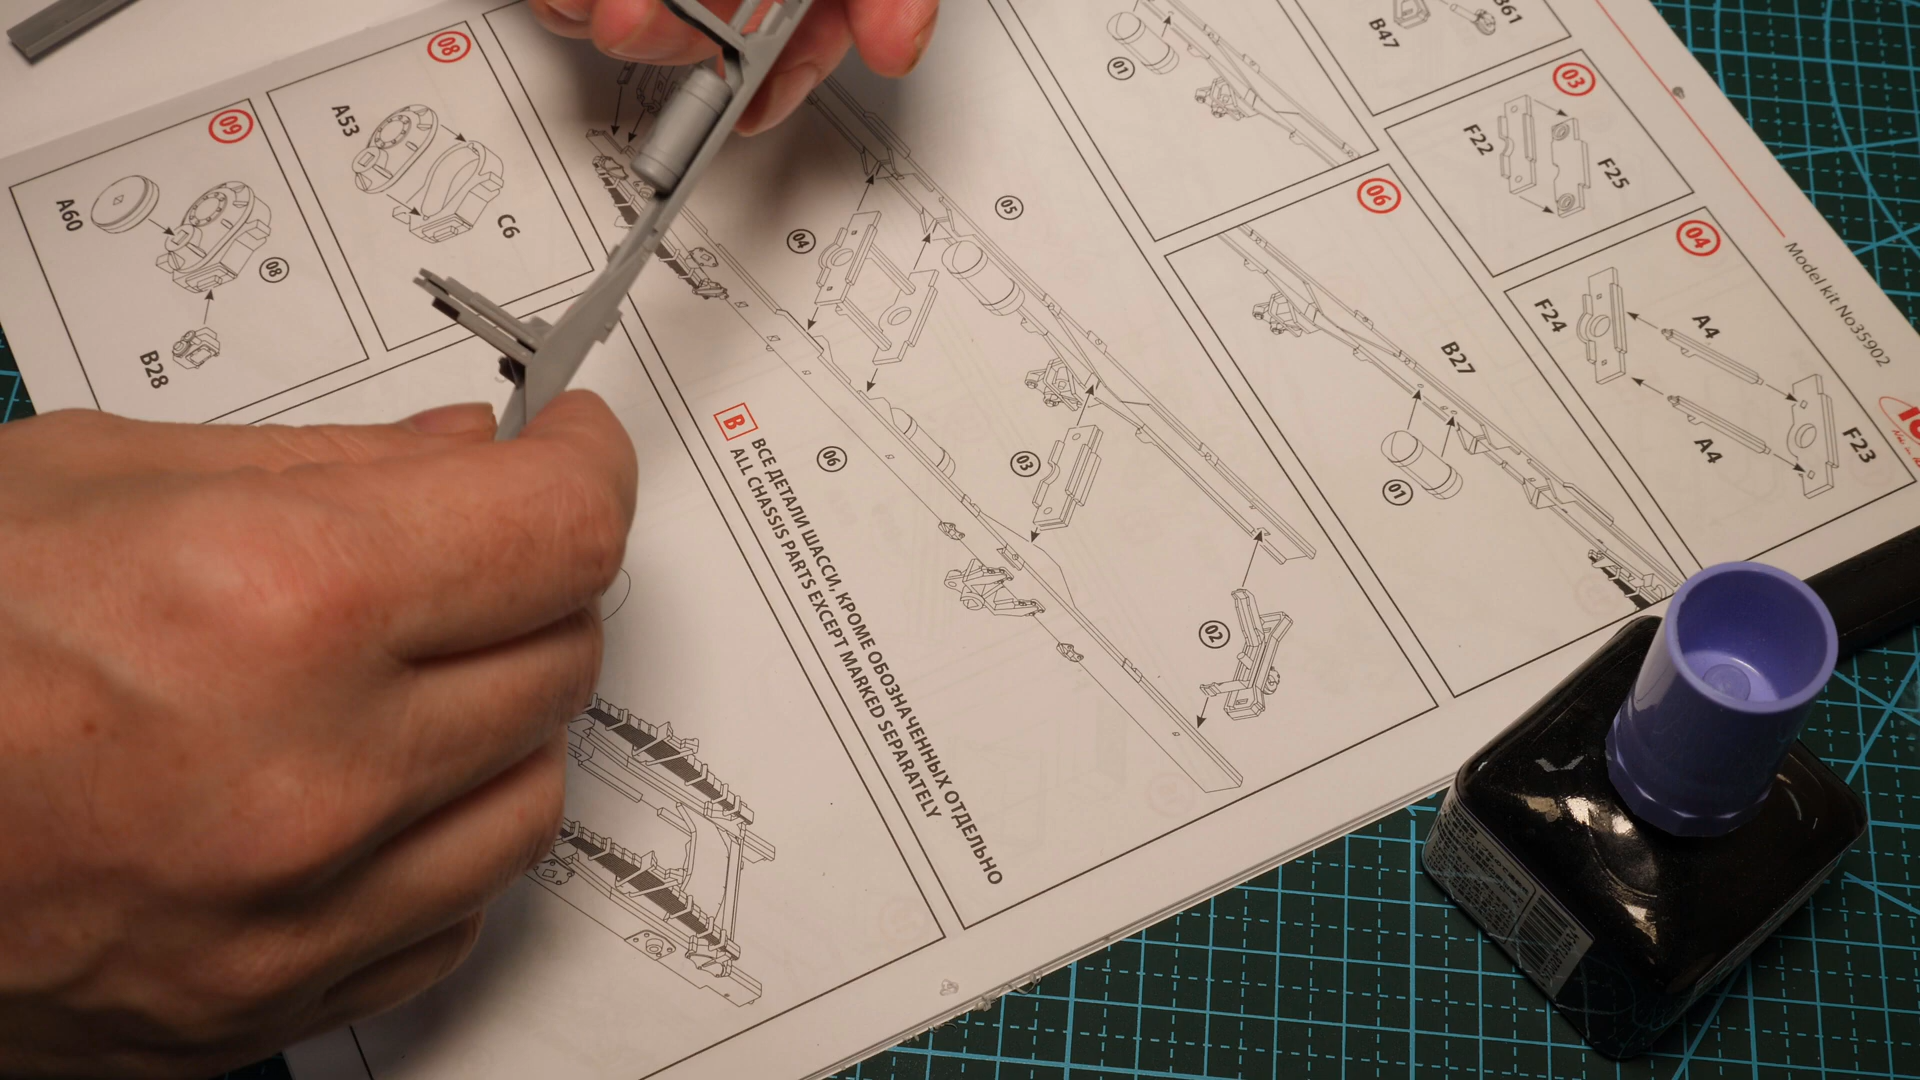 09
A60
08
B28
08
A53
C6
04
05
06
03
02
B
ВСЕ ДЕТАЛИ ШАССИ, КРОМЕ ОБОЗНАЧЕННЫХ ОТДЕЛЬНО
ALL CHASSIS PARTS EXCEPT MARKED SEPARATELY
01
B47
B61
03
F22
F25
06
B27
01
04
F24
A4
A4
F23
Model kit No35902